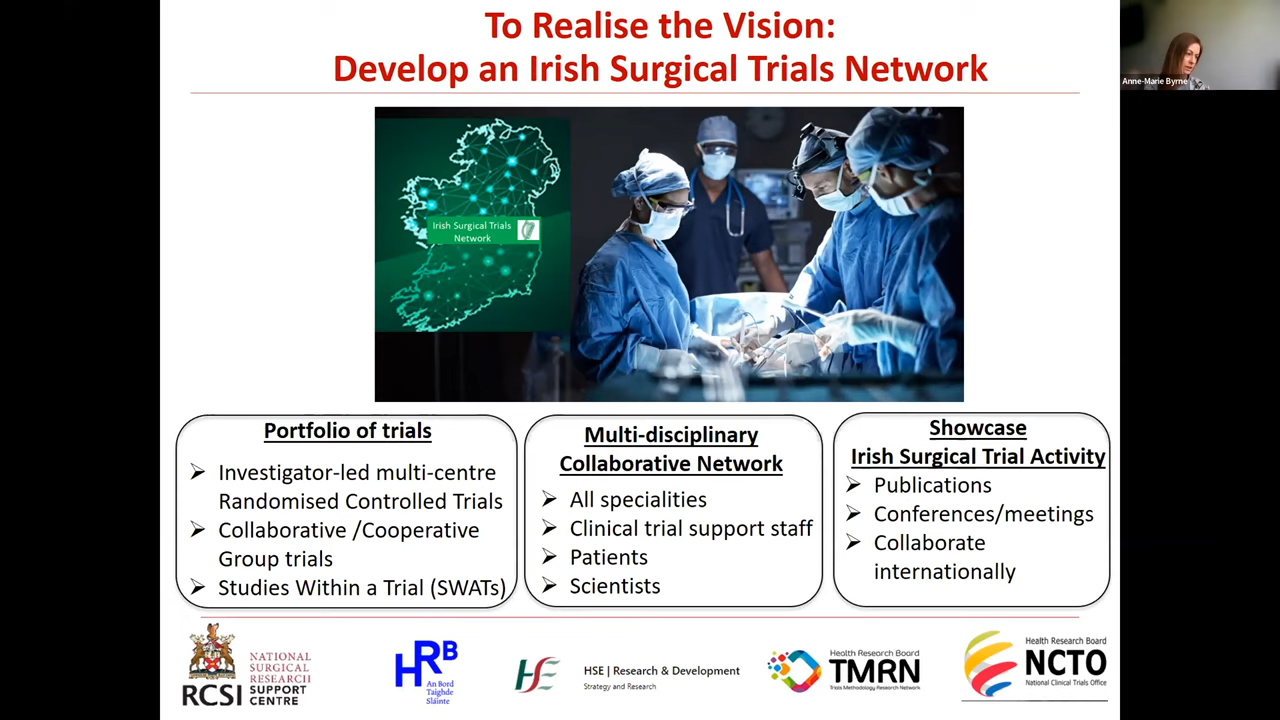 To Realise the Vision:
Develop an Irish Surgical Trials Network
Anne-Marie Byrne
Irish Surgical Trials
Network
Portfolio of trials
Investigator-led multi-centre
Randomised Controlled Trials
Collaborative /Cooperative
Group trials
Studies Within a Trial (SWATs)
Multi-disciplinary
Collaborative Network
All specialities
Clinical trial support staff
Patients
Scientists
Showcase
Irish Surgical Trial Activity
Publications
Conferences/meetings
Collaborate
internationally
RCSI
NATIONAL
SURGICAL
RESEARCH
SUPPORT
CENTRE
HRB
An Bord
Taighde
Sláinte
HSE | Research & Development
Strategy and Research
Health Research Board
TMRN
Trials Methodology Research Network
Health Research Board
NCTO
National Clinical Trials Office